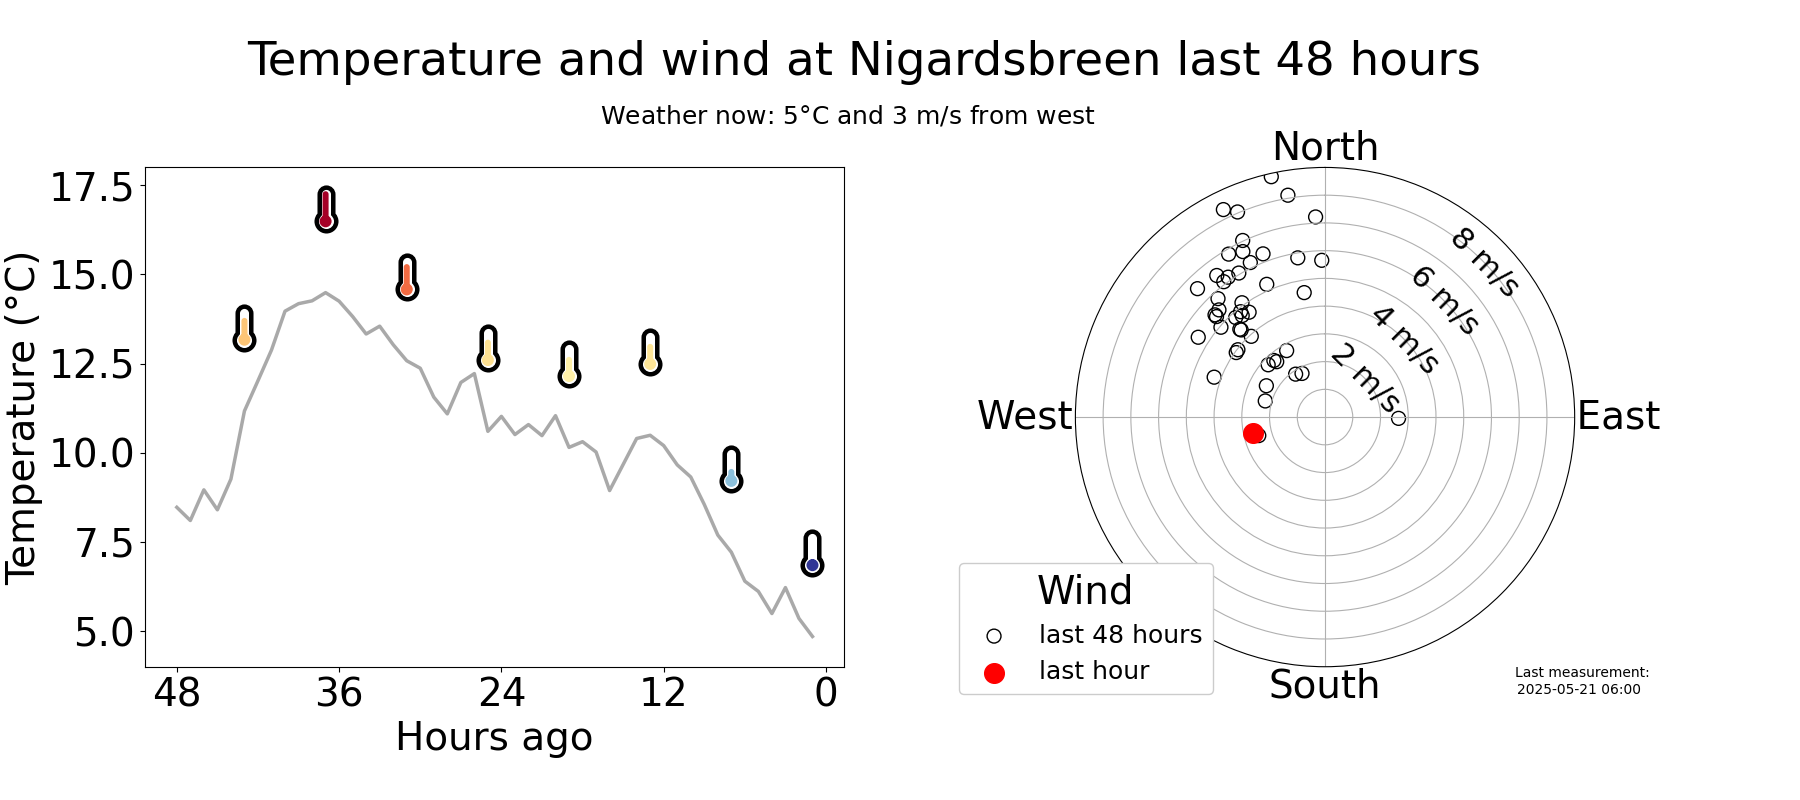 Temperature and wind at Nigardsbreen last 48 hours
Weather now: 5°C and 3 m/s from west
Temperature (°C)
17.5
15.0
12.5
10.0
7.5
5.0
48 36 24 12 0
Hours ago
North
West
East
South
8 m/s
6 m/s
4 m/s
2 m/s
Wind
last 48 hours
last hour
Last measurement:
2025-05-21 06:00